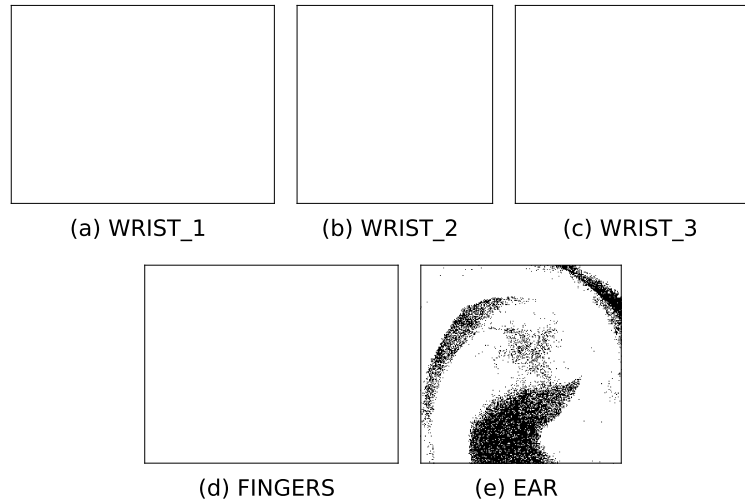 (a) WRIST_1
(b) WRIST_2
(c) WRIST_3
(d) FINGERS
(e) EAR